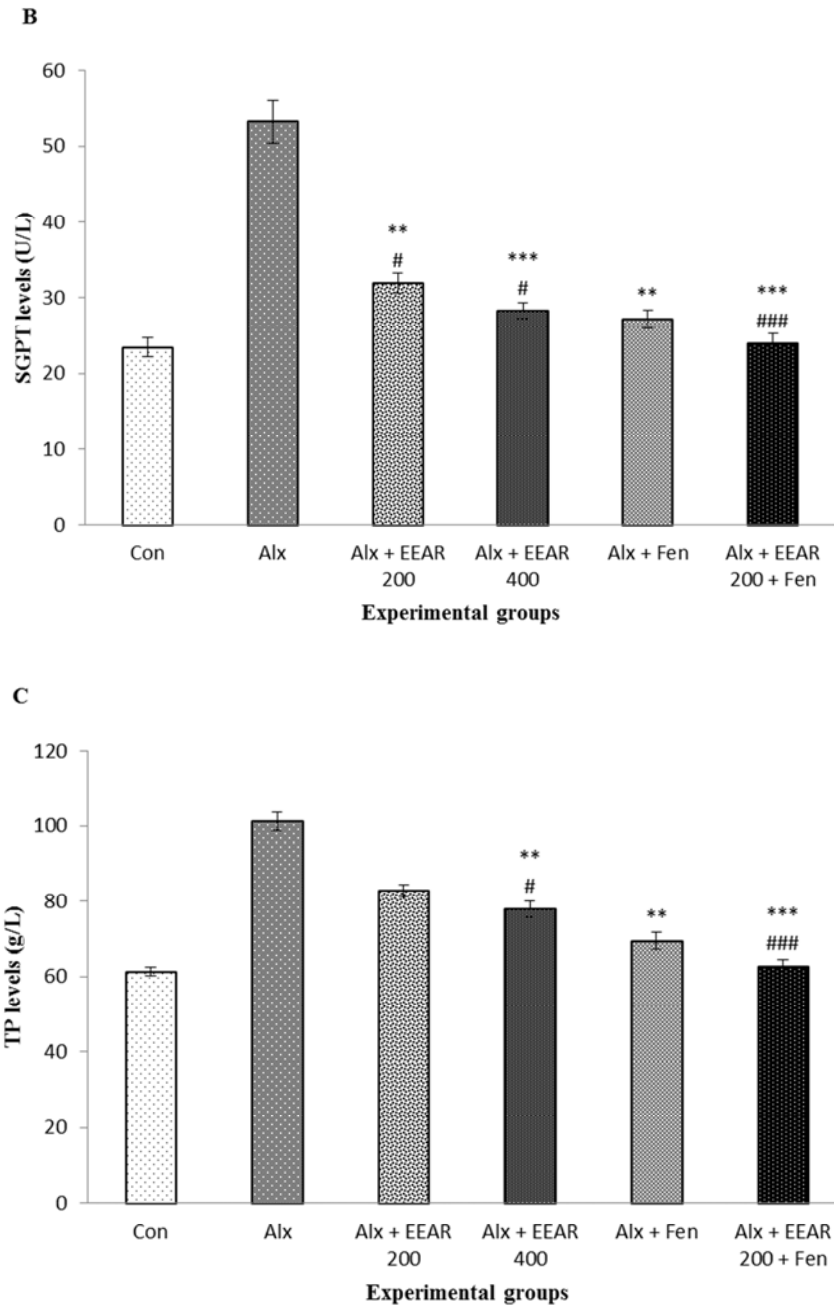 B
60
50
40
30
20
10
0
SGPT levels (U/L)
**
#
***
#
**
***
###
Con
Alx
Alx + EEAR
200
Alx + EEAR
400
Alx + Fen
Alx + EEAR
200 + Fen
Experimental groups
C
120
100
80
60
40
20
0
TP levels (g/L)
**
#
**
***
###
Con
Alx
Alx + EEAR
200
Alx + EEAR
400
Alx + Fen
Alx + EEAR
200 + Fen
Experimental groups